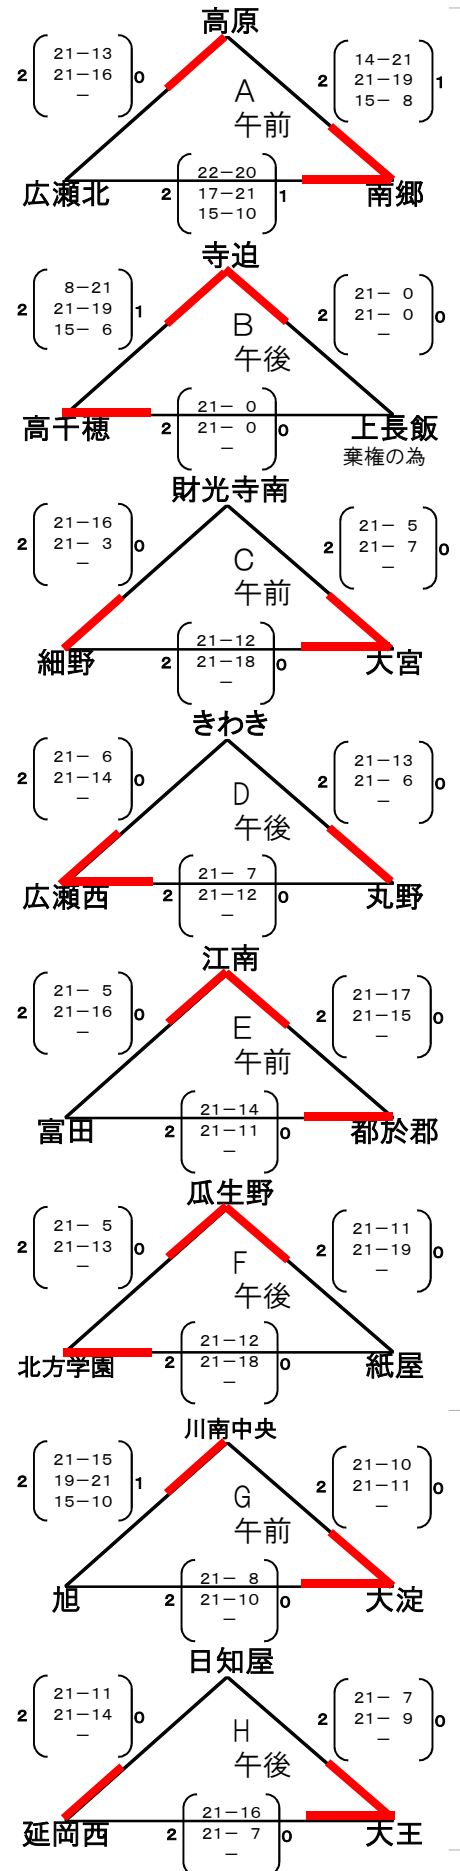 高原
2 21−13 0
21−16
−
2 14−21 1
21−19
15− 8
A
午前
広瀬北
2 22−20 1
17−21
15−10
南郷
寺迫
2 8−21 1
21−19
15− 6
2 21− 0 0
21− 0
−
B
午後
高千穂
2 21− 0 0
21− 0
−
上長飯
棄権の為
財光寺南
2 21−16 0
21− 3
−
2 21− 5 0
21− 7
−
C
午前
細野
2 21−12 0
21−18
−
大宮
きわき
2 21− 6 0
21−14
−
2 21−13 0
21− 6
−
D
午後
広瀬西
2 21− 7 0
21−12
−
丸野
江南
2 21− 5 0
21−16
−
2 21−17 0
21−15
−
E
午前
富田
2 21−14 0
21−11
−
都於郡
瓜生野
2 21− 5 0
21−13
−
2 21−11 0
21−19
−
F
午後
北方学園
2 21−12 0
21−18
−
紙屋
川南中央
2 21−15 1
19−21
15−10
2 21−10 0
21−11
−
G
午前
旭
2 21− 8 0
21−10
−
大淀
日知屋
2 21−11 0
21−14
−
2 21− 7 0
21− 9
−
H
午後
延岡西
2 21−16 0
21− 7
−
大王